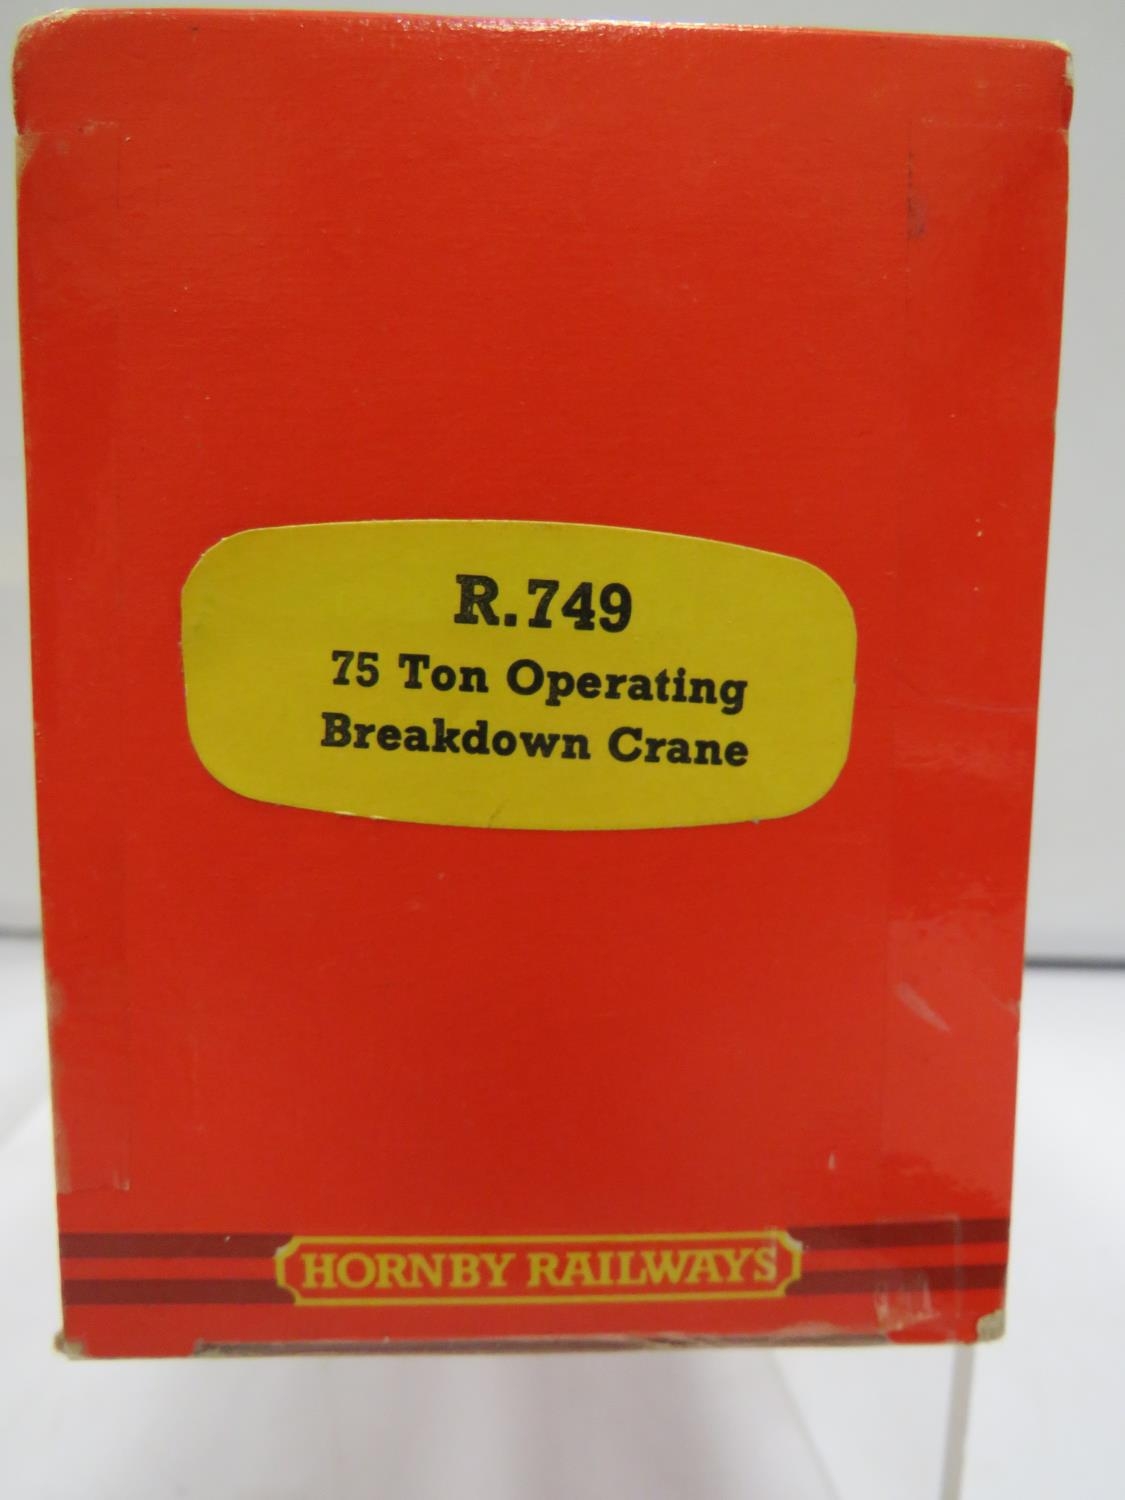 R.749
75 Ton Operating
Breakdown Crane
HORNBY RAILWAYS